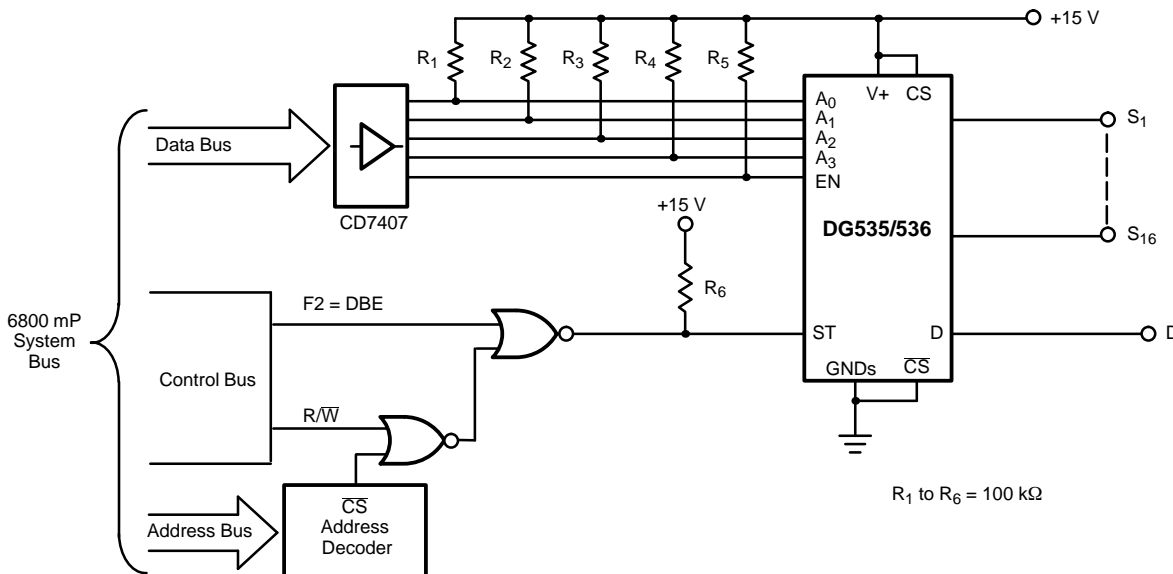 +15 V
R1
R2
R3
R4
R5
V+
CS
A0
A1
A2
A3
EN
S1
Data Bus
CD7407
+15 V
DG535/536
S16
R6
6800 mP
System
Bus
F2 = DBE
ST
D
D
Control Bus
GNDs
C̅S̅
R/W̅
R1 to R6 = 100 kΩ
C̅S̅
Address Bus
Address
Decoder